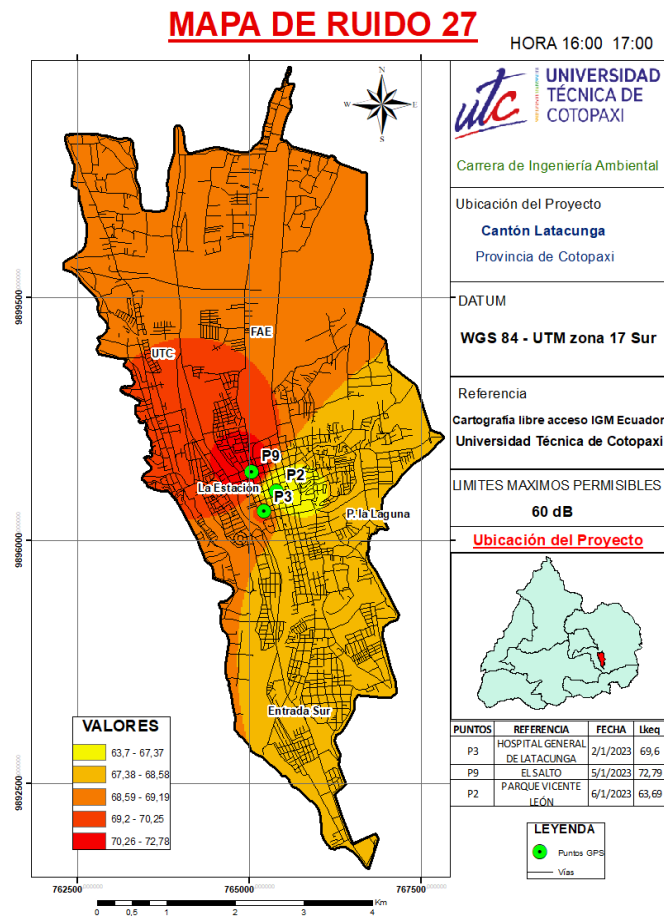 MAPA DE RUIDO 27
HORA 16:00 17:00
N
W
E
S
utc
UNIVERSIDAD
TÉCNICA DE
COTOPAXI
Carrera de Ingeniería Ambiental
Ubicación del Proyecto
Cantón Latacunga
Provincia de Cotopaxi
DATUM
WGS 84 - UTM zona 17 Sur
Referencia
Cartografía libre acceso IGM Ecuador
Universidad Técnica de Cotopaxi
LIMITES MAXIMOS PERMISIBLES
60 dB
Ubicación del Proyecto
PUNTOS REFERENCIA FECHA Lkeq
P3 HOSPITAL GENERAL DE LATACUNGA 2/1/2023 69,6
P9 EL SALTO 5/1/2023 72,79
P2 PARQUE VICENTE LEÓN 6/1/2023 63,69
LEYENDA
Puntos GPS
Vías
FAE
UTC
P9
P2
La Estación
P3
P. la Laguna
Entrada Sur
VALORES
63,7 - 67,37
67,38 - 68,58
68,59 - 69,19
69,2 - 70,25
70,26 - 72,78
9899500
9896000
9892500
762500
765000
767500
0 0,5 1 2 3 4
Km